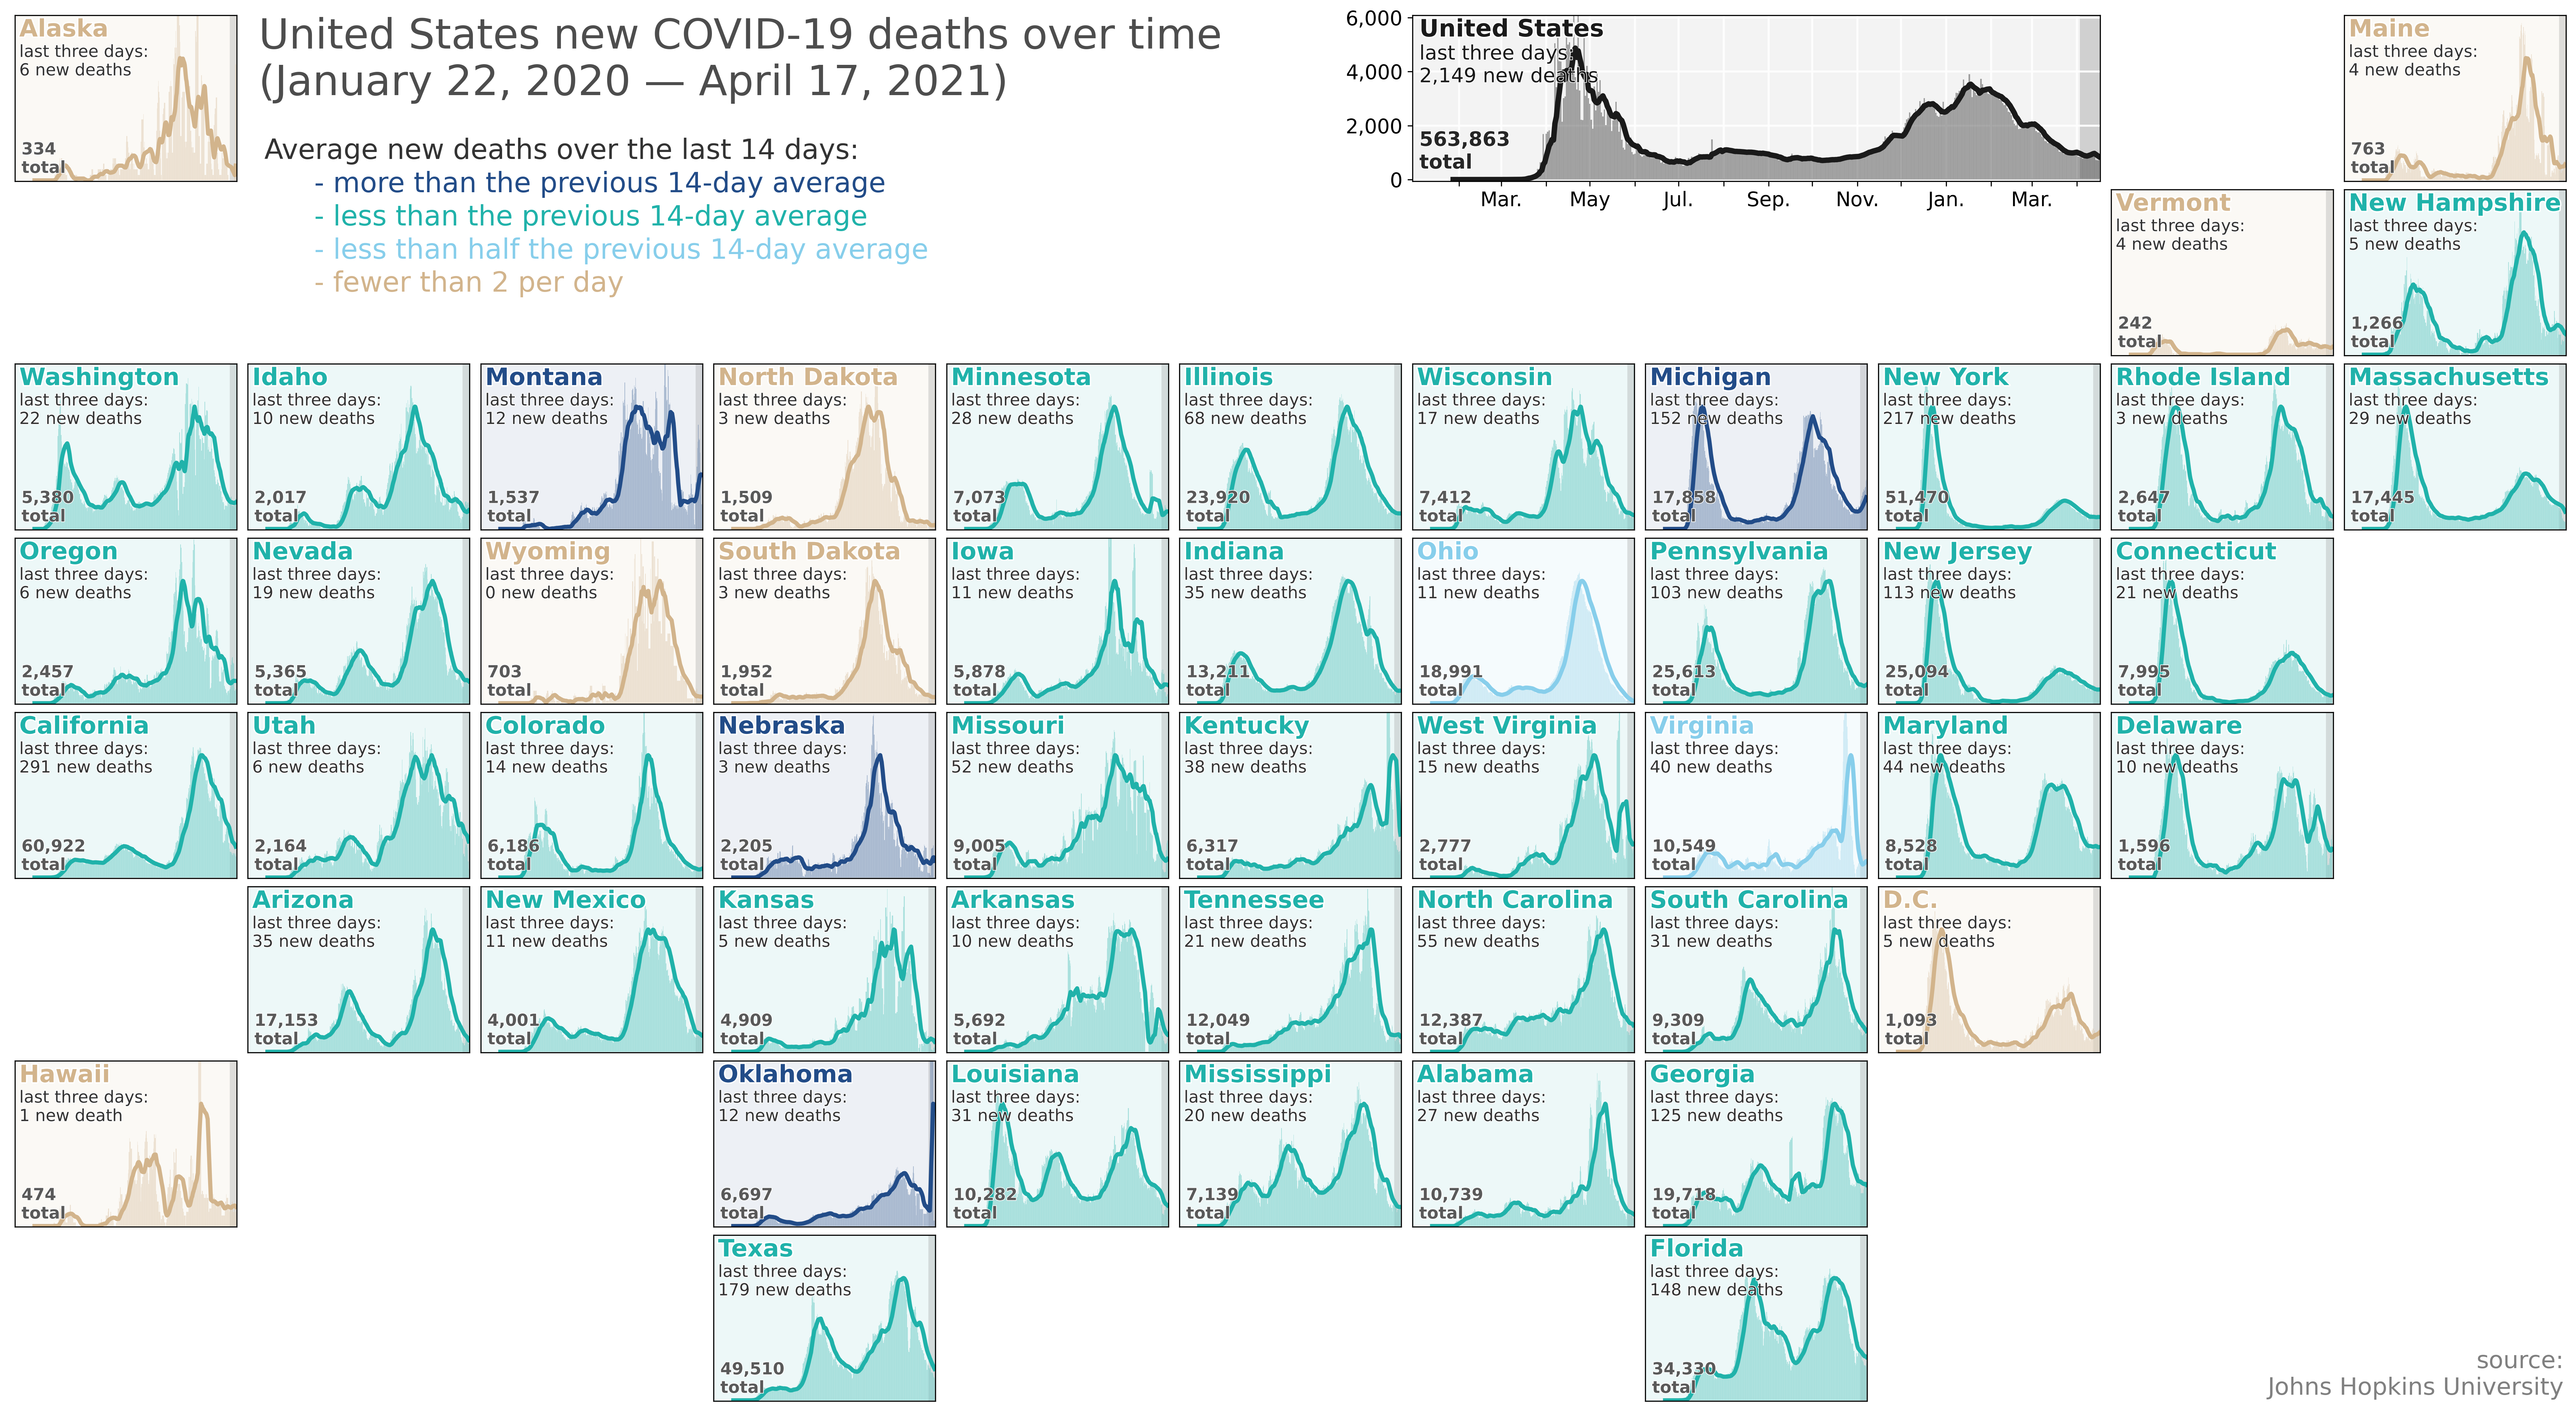 United States new COVID-19 deaths over time
(January 22, 2020 — April 17, 2021)
Average new deaths over the last 14 days:
- more than the previous 14-day average
- less than the previous 14-day average
- less than half the previous 14-day average
- fewer than 2 per day
Alaska
last three days:
6 new deaths
334
total
6,000
4,000
2,000
0
United States
last three days:
2,149 new deaths
563,863
total
Mar.
May
Jul.
Sep.
Nov.
Jan.
Mar.
Maine
last three days:
4 new deaths
763
total
Vermont
last three days:
4 new deaths
242
total
New Hampshire
last three days:
5 new deaths
1,266
total
Washington
last three days:
22 new deaths
5,380
total
Idaho
last three days:
10 new deaths
2,017
total
Montana
last three days:
12 new deaths
1,537
total
North Dakota
last three days:
3 new deaths
1,509
total
Minnesota
last three days:
28 new deaths
7,073
total
Illinois
last three days:
68 new deaths
23,920
total
Wisconsin
last three days:
17 new deaths
7,412
total
Michigan
last three days:
152 new deaths
17,858
total
New York
last three days:
217 new deaths
51,470
total
Rhode Island
last three days:
3 new deaths
2,647
total
Massachusetts
last three days:
29 new deaths
17,445
total
Oregon
last three days:
6 new deaths
2,457
total
Nevada
last three days:
19 new deaths
5,365
total
Wyoming
last three days:
0 new deaths
703
total
South Dakota
last three days:
3 new deaths
1,952
total
Iowa
last three days:
11 new deaths
5,878
total
Indiana
last three days:
35 new deaths
13,211
total
Ohio
last three days:
11 new deaths
18,991
total
Pennsylvania
last three days:
103 new deaths
25,613
total
New Jersey
last three days:
113 new deaths
25,094
total
Connecticut
last three days:
21 new deaths
7,995
total
California
last three days:
291 new deaths
60,922
total
Utah
last three days:
6 new deaths
2,164
total
Colorado
last three days:
14 new deaths
6,186
total
Nebraska
last three days:
3 new deaths
2,205
total
Missouri
last three days:
52 new deaths
9,005
total
Kentucky
last three days:
38 new deaths
6,317
total
West Virginia
last three days:
15 new deaths
2,777
total
Virginia
last three days:
40 new deaths
10,549
total
Maryland
last three days:
44 new deaths
8,528
total
Delaware
last three days:
10 new deaths
1,596
total
Arizona
last three days:
35 new deaths
17,153
total
New Mexico
last three days:
11 new deaths
4,001
total
Kansas
last three days:
5 new deaths
4,909
total
Arkansas
last three days:
10 new deaths
5,692
total
Tennessee
last three days:
21 new deaths
12,049
total
North Carolina
last three days:
55 new deaths
12,387
total
South Carolina
last three days:
31 new deaths
9,309
total
D.C.
last three days:
5 new deaths
1,093
total
Hawaii
last three days:
1 new death
474
total
Oklahoma
last three days:
12 new deaths
6,697
total
Louisiana
last three days:
31 new deaths
10,282
total
Mississippi
last three days:
20 new deaths
7,139
total
Alabama
last three days:
27 new deaths
10,739
total
Georgia
last three days:
125 new deaths
19,718
total
Texas
last three days:
179 new deaths
49,510
total
Florida
last three days:
148 new deaths
34,330
total
source:
Johns Hopkins University